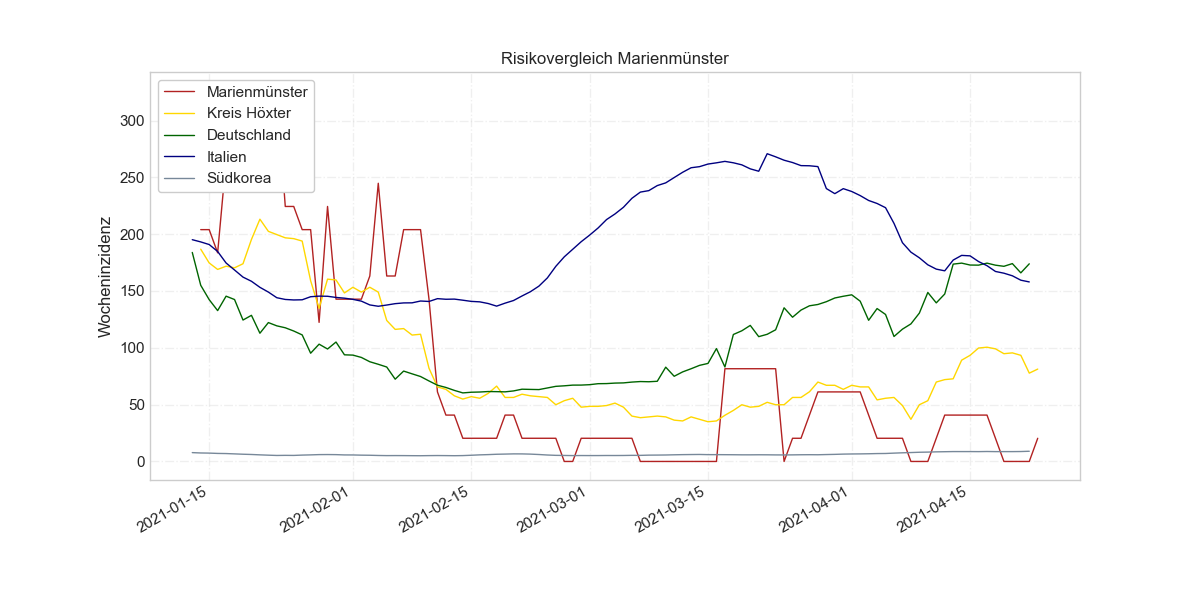 Risikovergleich Marienmünster
Marienmünster
Kreis Höxter
Deutschland
Italien
Südkorea
Wocheninzidenz
300
250
200
150
100
50
0
2021-01-15
2021-02-01
2021-02-15
2021-03-01
2021-03-15
2021-04-01
2021-04-15